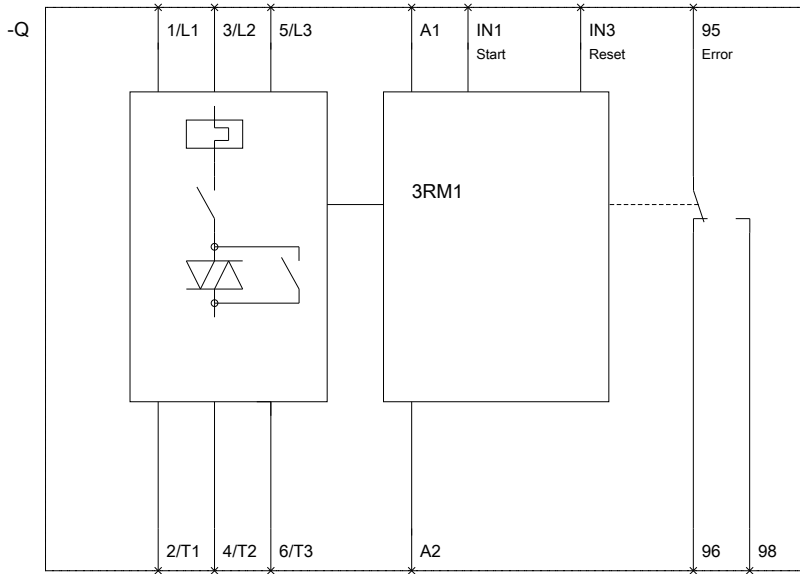 -Q
1/L1 3/L2 5/L3 A1 IN1 IN3 95
Start Reset Error
3RM1
2/T1 4/T2 6/T3 A2 96 98